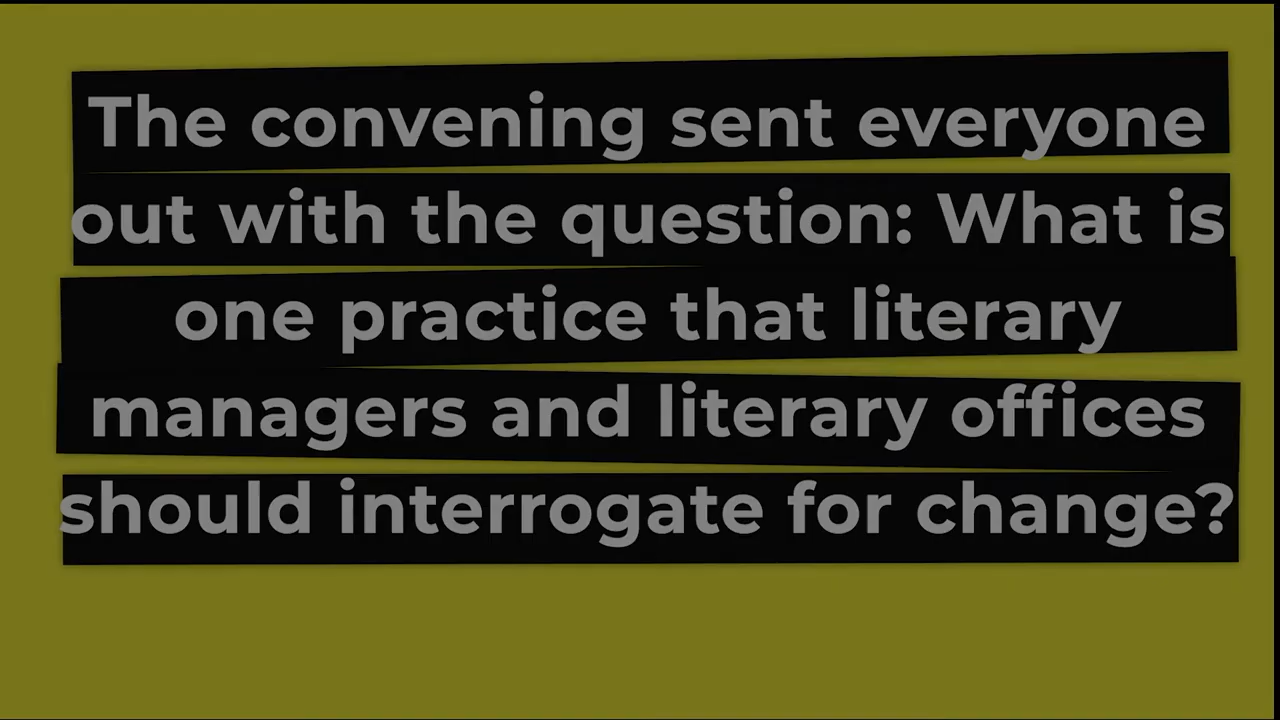 The convening sent everyone
out with the question: What is
one practice that literary
managers and literary offices
should interrogate for change?